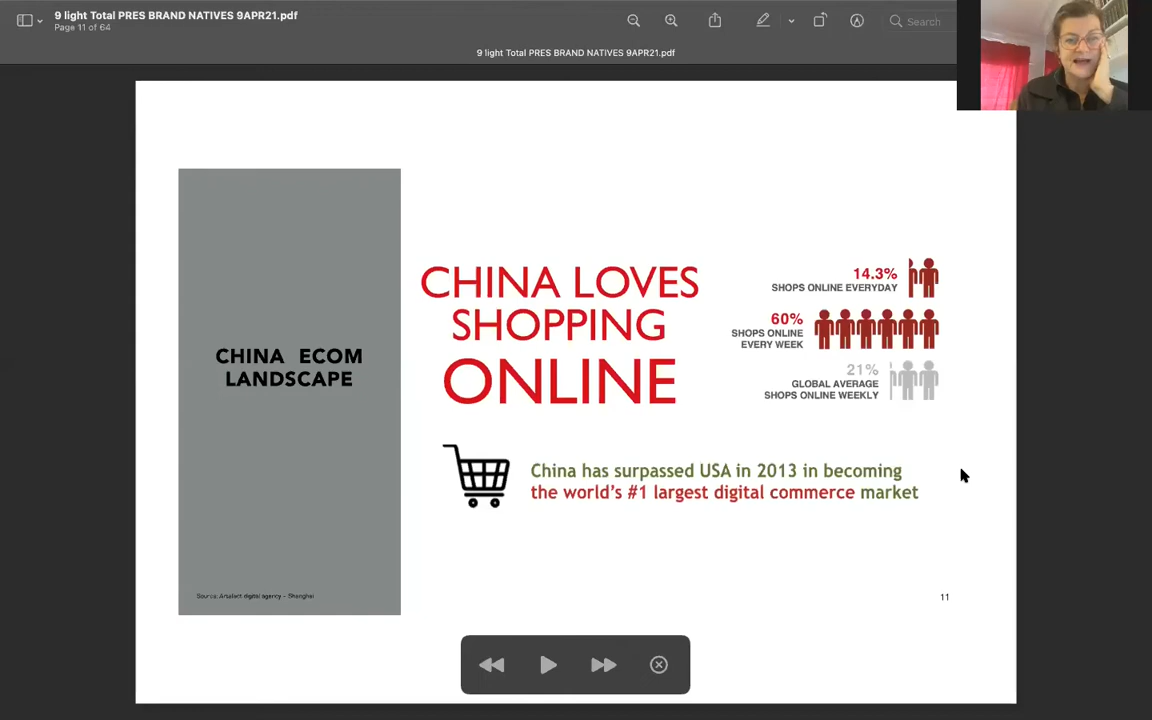 9 light Total PRES BRAND NATIVES 9APR21.pdf
Page 11 of 64
Search
9 light Total PRES BRAND NATIVES 9APR21.pdf
CHINA ECOM
LANDSCAPE
CHINA LOVES
SHOPPING
ONLINE
14.3%
SHOPS ONLINE EVERYDAY
60%
SHOPS ONLINE
EVERY WEEK
21%
GLOBAL AVERAGE
SHOPS ONLINE WEEKLY
China has surpassed USA in 2013 in becoming
the world's #1 largest digital commerce market
Source: Artefact digital agency – Shanghai
11